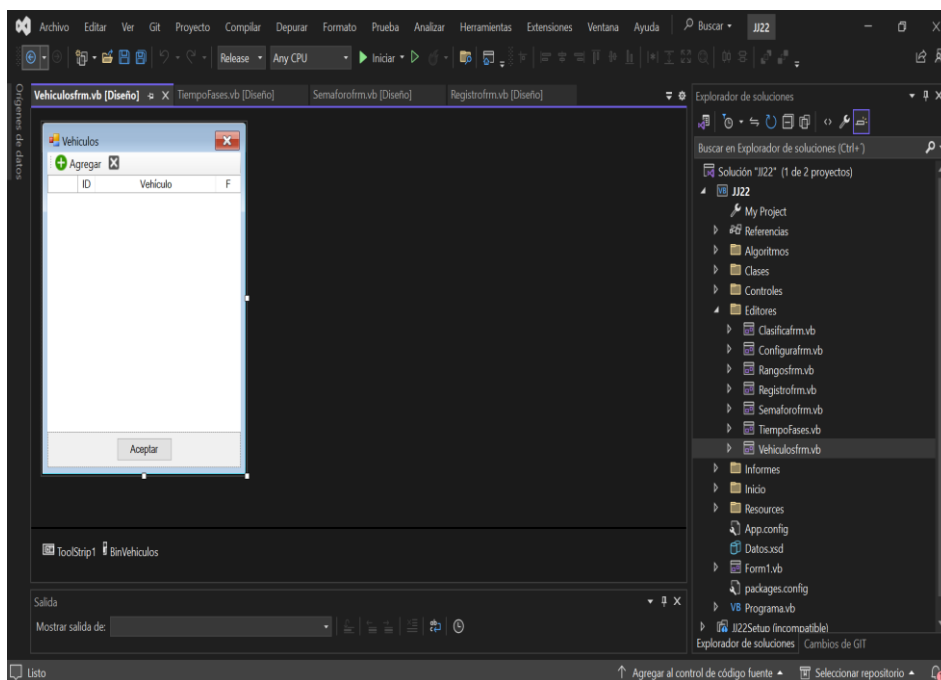 Archivo Editar Ver Git Proyecto Compilar Depurar Formato Prueba Analizar Herramientas Extensiones Ventana Ayuda Buscar JJ22
Release Any CPU Iniciar
Orígenes de datos
Vehiculosfrm.vb [Diseño] TiempoFases.vb [Diseño] Semaforofrm.vb [Diseño] Registrofrm.vb [Diseño]
Vehiculos
Agregar
ID Vehículo F
Aceptar
ToolStrip1 BinVehiculos
Salida
Mostrar salida de:
Explorador de soluciones
Buscar en Explorador de soluciones (Ctrl+´)
Solución "JJ22" (1 de 2 proyectos)
VB JJ22
My Project
Referencias
Algoritmos
Clases
Controles
Editores
Clasificafrm.vb
Configurafrm.vb
Rangosfrm.vb
Registrofrm.vb
Semaforofrm.vb
TiempoFases.vb
Vehiculosfrm.vb
Informes
Inicio
Resources
App.config
Datos.xsd
Form1.vb
packages.config
VB Programa.vb
JJ22Setup (incompatible)
Explorador de soluciones Cambios de GIT
Listo Agregar al control de código fuente Seleccionar repositorio